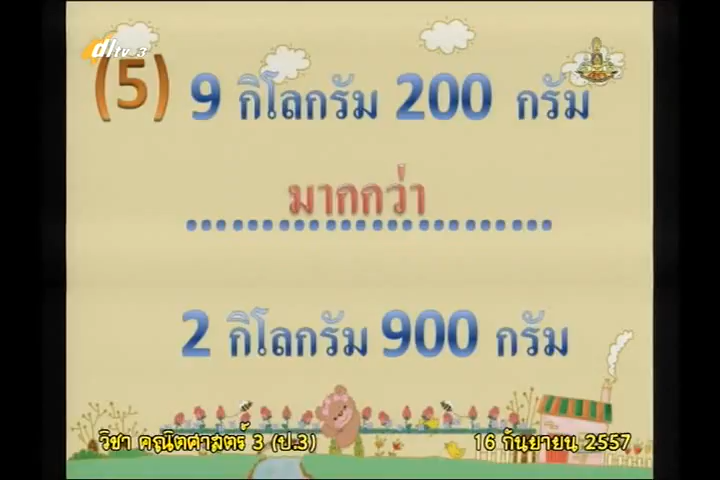 dltv 3
(5) 9 กิโลกรัม 200 กรัม
มากกว่า
2 กิโลกรัม 900 กรัม
วิชา คณิตศาสตร์ 3 (ป.3)
16 กันยายน 2557